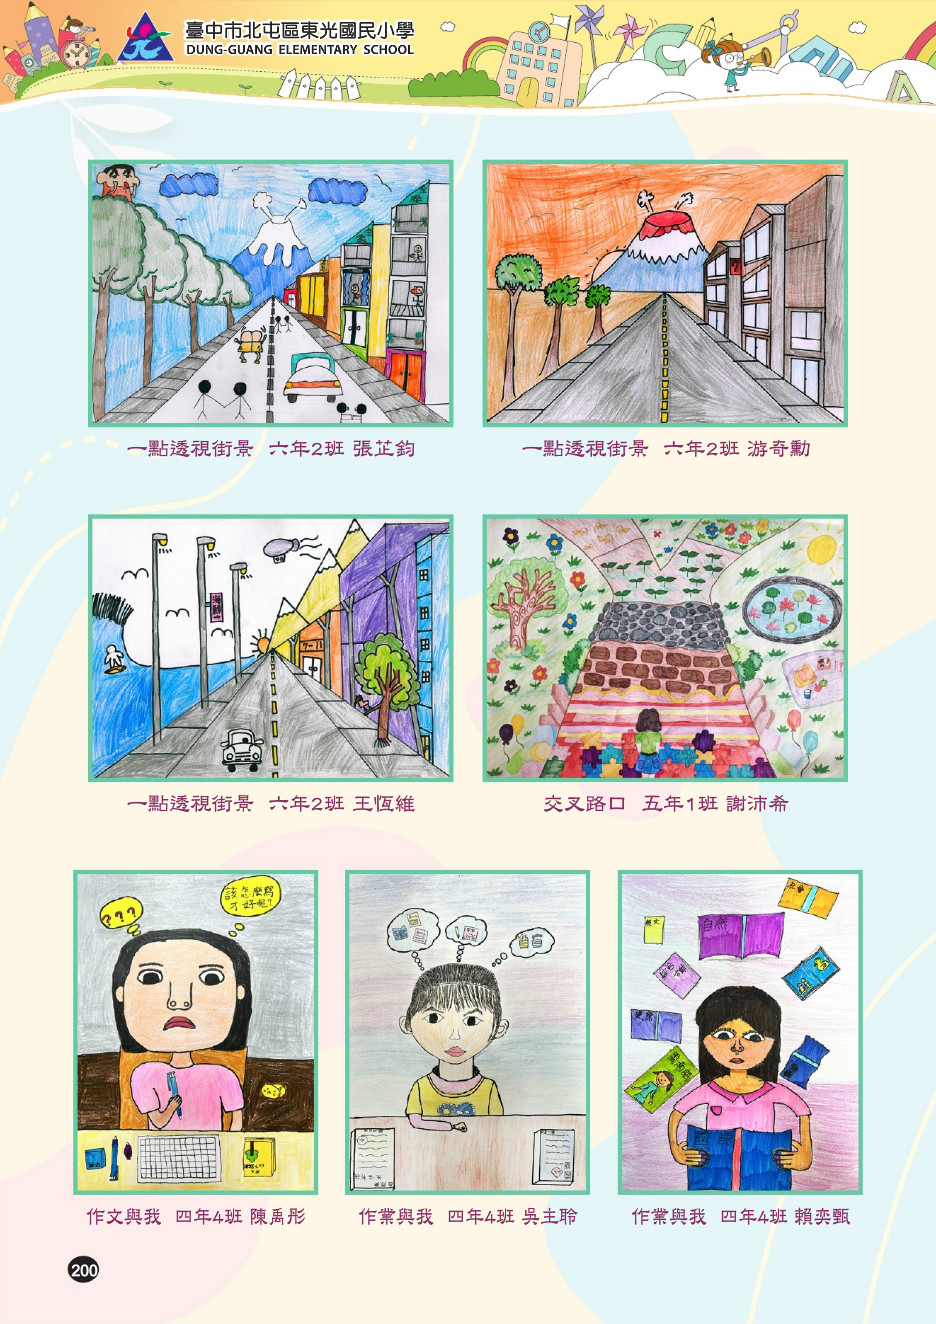 臺中市北屯區東光國民小學
DUNG-GUANG ELEMENTARY SCHOOL
一點透視街景 六年2班 張芷鈞
一點透視街景 六年2班 游奇勳
海鮮
7-11
一點透視街景 六年2班 王恆維
交叉路口 五年1班 謝沛希
???
該怎麼寫
才好呢?
自然
作文與我 四年4班 陳禹彤
作業與我 四年4班 吳主聆
作業與我 四年4班 賴奕甄
200